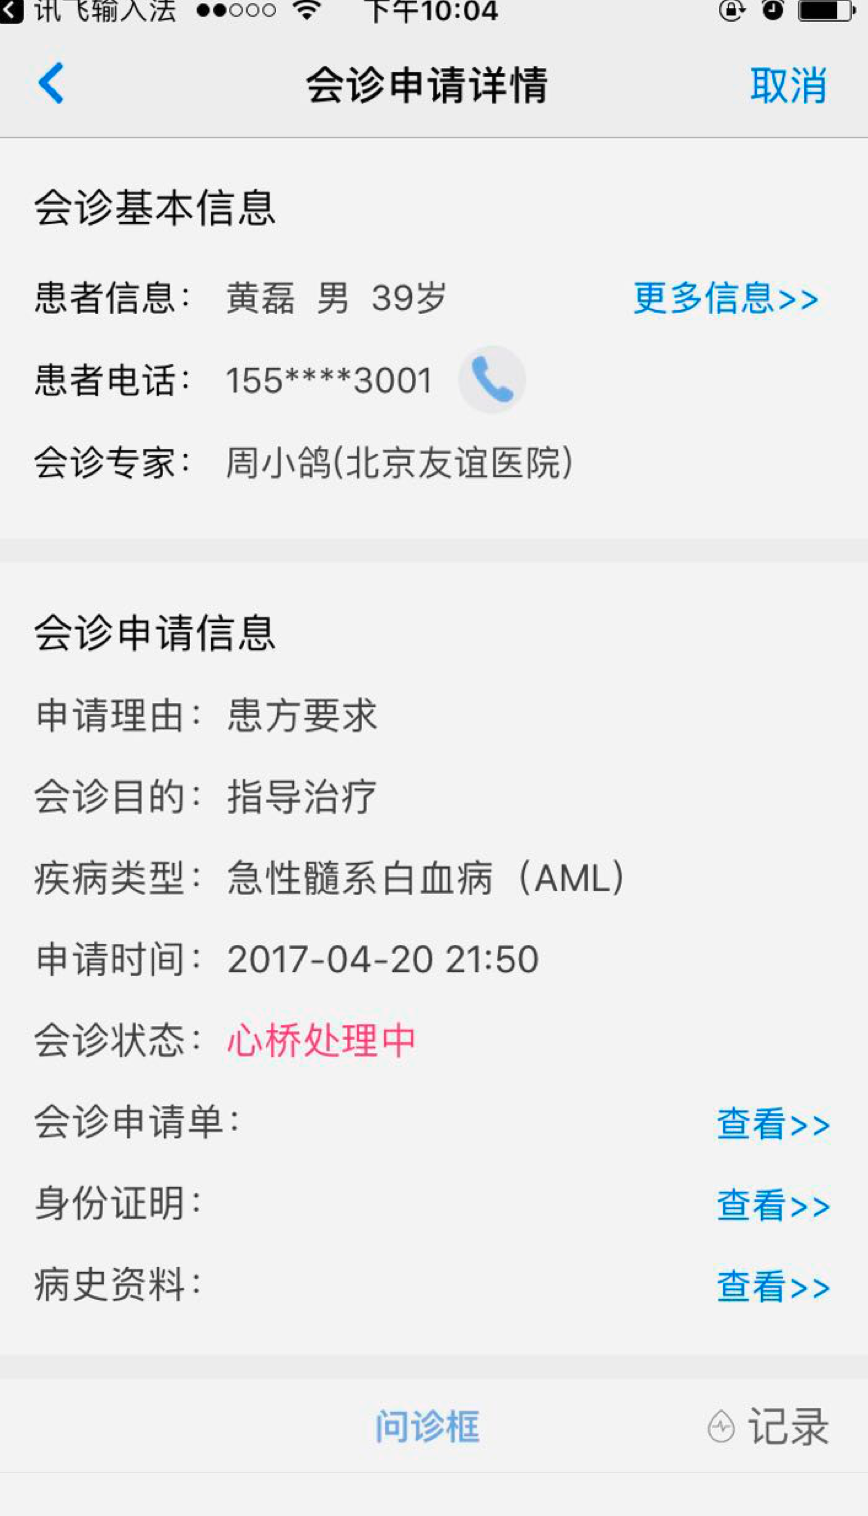 讯飞输入法 下午10:04
会诊申请详情 取消
会诊基本信息
患者信息: 黄磊 男 39岁 更多信息>>
患者电话: 155****3001
会诊专家: 周小鸽(北京友谊医院)
会诊申请信息
申请理由: 患方要求
会诊目的: 指导治疗
疾病类型: 急性髓系白血病（AML）
申请时间: 2017-04-20 21:50
会诊状态: 心桥处理中
会诊申请单: 查看>>
身份证明: 查看>>
病史资料: 查看>>
问诊框 记录